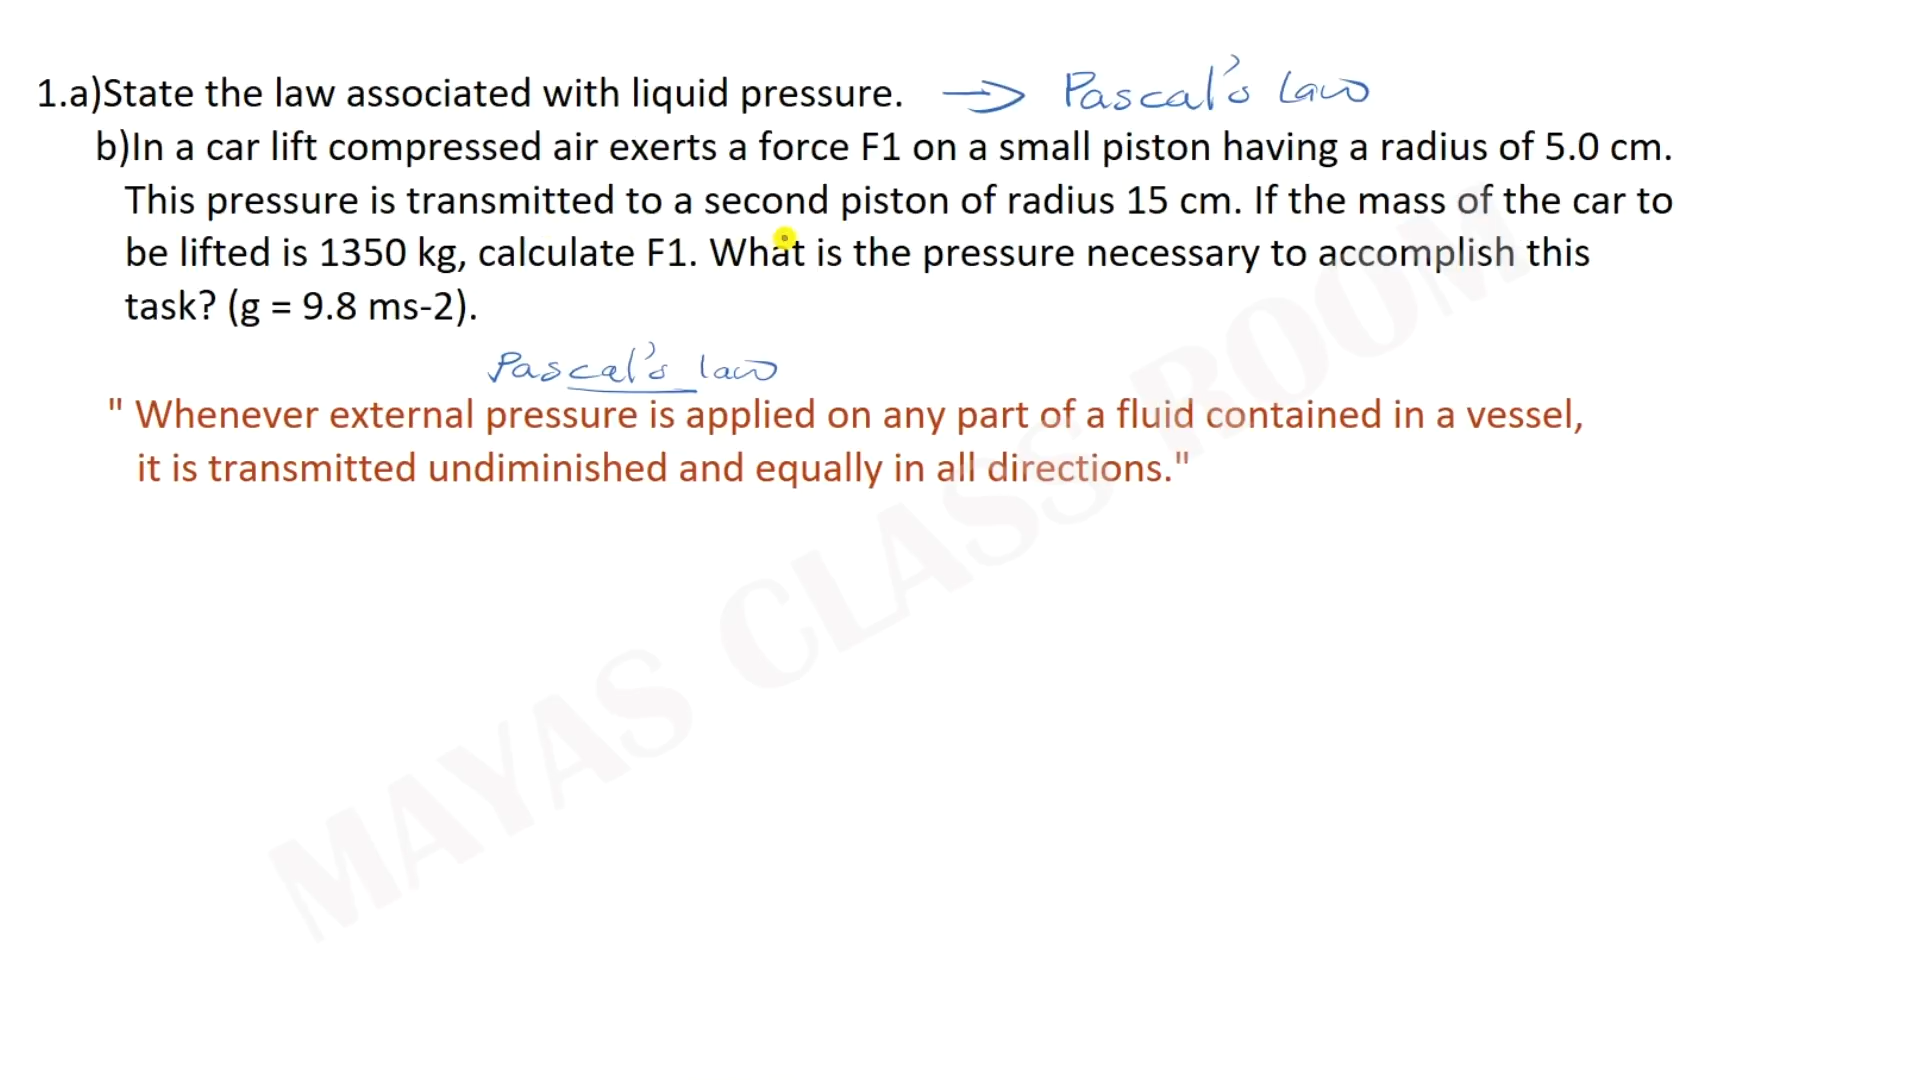 1.a)State the law associated with liquid pressure. → Pascal's Law
b)In a car lift compressed air exerts a force F1 on a small piston having a radius of 5.0 cm.
This pressure is transmitted to a second piston of radius 15 cm. If the mass of the car to
be lifted is 1350 kg, calculate F1. What is the pressure necessary to accomplish this
task? (g = 9.8 ms-2).
Pascal's law
" Whenever external pressure is applied on any part of a fluid contained in a vessel,
it is transmitted undiminished and equally in all directions."
MAYAS CLASS ROOM